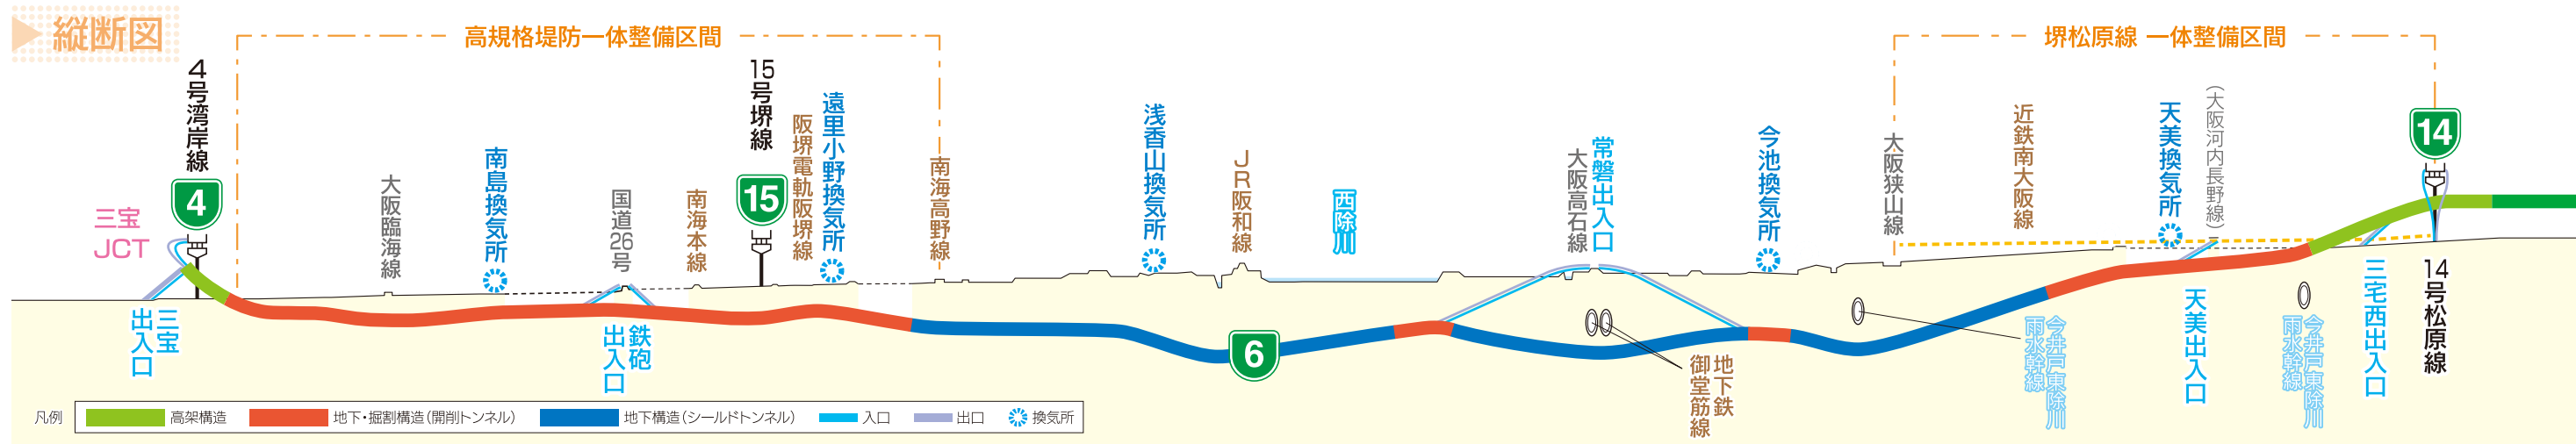 縦断図
高規格堤防一体整備区間
堺松原線 一体整備区間
4号湾岸線
4
三宝
JCT
三宝
出入口
大阪臨海線
南島換気所
国道26号
鉄砲
出入口
南海本線
15号堺線
15
阪堺電軌阪堺線
遠里小野換気所
南海高野線
浅香山換気所
JR阪和線
6
西除川
大阪高石線
常磐出入口
地下鉄
御堂筋線
今池換気所
大阪狭山線
近鉄南大阪線
今井戸東除川
雨水幹線
天美換気所
(大阪河内長野線)
天美出入口
今井戸東除川
雨水幹線
三宅西出入口
14
14号松原線
凡例
高架構造
地下・掘割構造(開削トンネル)
地下構造(シールドトンネル)
入口
出口
換気所